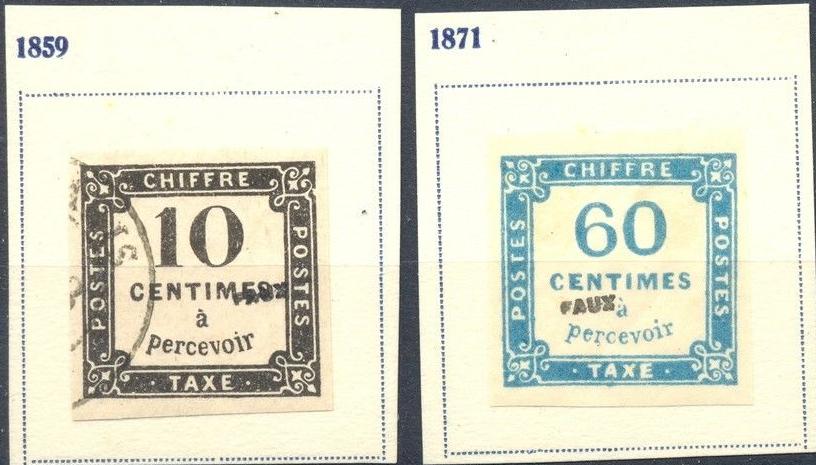 1859
CHIFFRE
POSTES
10
CENTIMES
FAUX
à
percevoir
POSTES
TAXE
1871
CHIFFRE
POSTES
60
CENTIMES
FAUX
à
percevoir
POSTES
TAXE